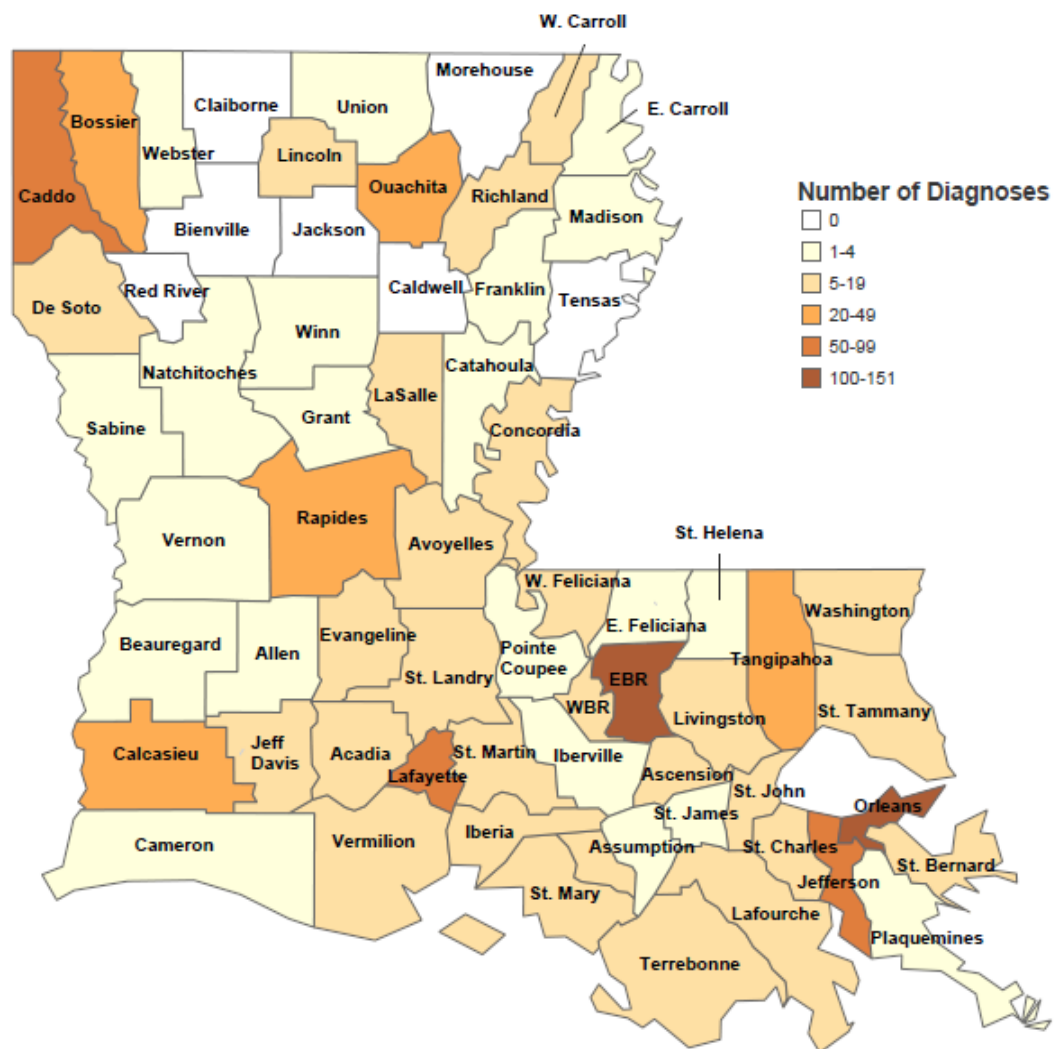 W. Carroll
Morehouse
Claiborne
Union
E. Carroll
Bossier
Webster
Lincoln
Ouachita
Caddo
Richland
Number of Diagnoses
Madison
0
Bienville
Jackson
1-4
5-19
Red River
Caldwell
Franklin
Tensas
De Soto
20-49
Winn
50-99
Natchitoches
Catahoula
100-151
LaSalle
Grant
Sabine
Concordia
Rapides
St. Helena
Vernon
Avoyelles
W. Feliciana
Washington
Evangeline
E. Feliciana
Beauregard
Allen
Pointe
Coupee
Tangipahoa
St. Landry
EBR
WBR
Livingston
St. Tammany
Calcasieu
Jeff
Davis
Acadia
St. Martin
Iberville
Lafayette
Ascension
St. John
Orleans
St. James
Cameron
Vermilion
Iberia
Assumption
St. Charles
St. Bernard
Jefferson
St. Mary
Lafourche
Plaquemines
Terrebonne